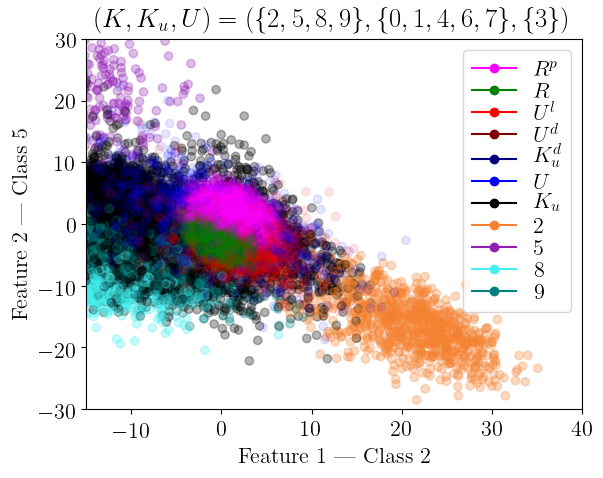 (K, K_u, U) = ({2, 5, 8, 9}, {0, 1, 4, 6, 7}, {3})
30
20
10
0
−10
−20
−30
Feature 2 — Class 5
−10
0
10
20
30
40
Feature 1 — Class 2
R^p
R
U^l
U^d
K_u^d
U
K_u
2
5
8
9